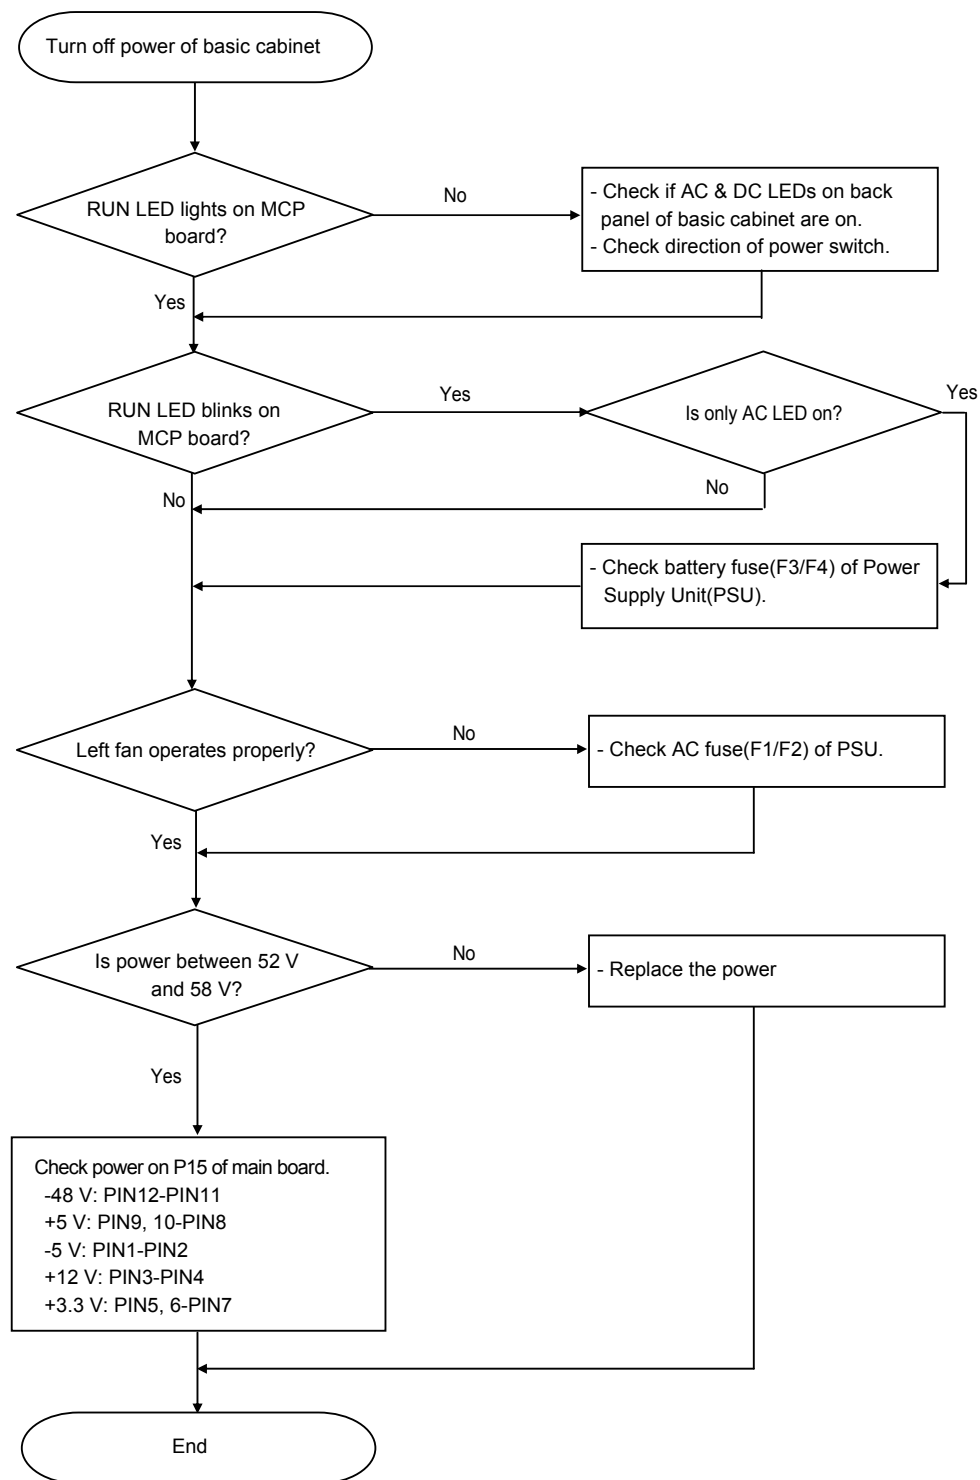 Turn off power of basic cabinet
RUN LED lights on MCP
board?
No
- Check if AC & DC LEDs on back
panel of basic cabinet are on.
- Check direction of power switch.
Yes
RUN LED blinks on
MCP board?
Yes
Is only AC LED on?
Yes
No
No
- Check battery fuse(F3/F4) of Power
Supply Unit(PSU).
Left fan operates properly?
No
- Check AC fuse(F1/F2) of PSU.
Yes
Is power between 52 V
and 58 V?
No
- Replace the power
Yes
Check power on P15 of main board.
-48 V: PIN12-PIN11
+5 V: PIN9, 10-PIN8
-5 V: PIN1-PIN2
+12 V: PIN3-PIN4
+3.3 V: PIN5, 6-PIN7
End